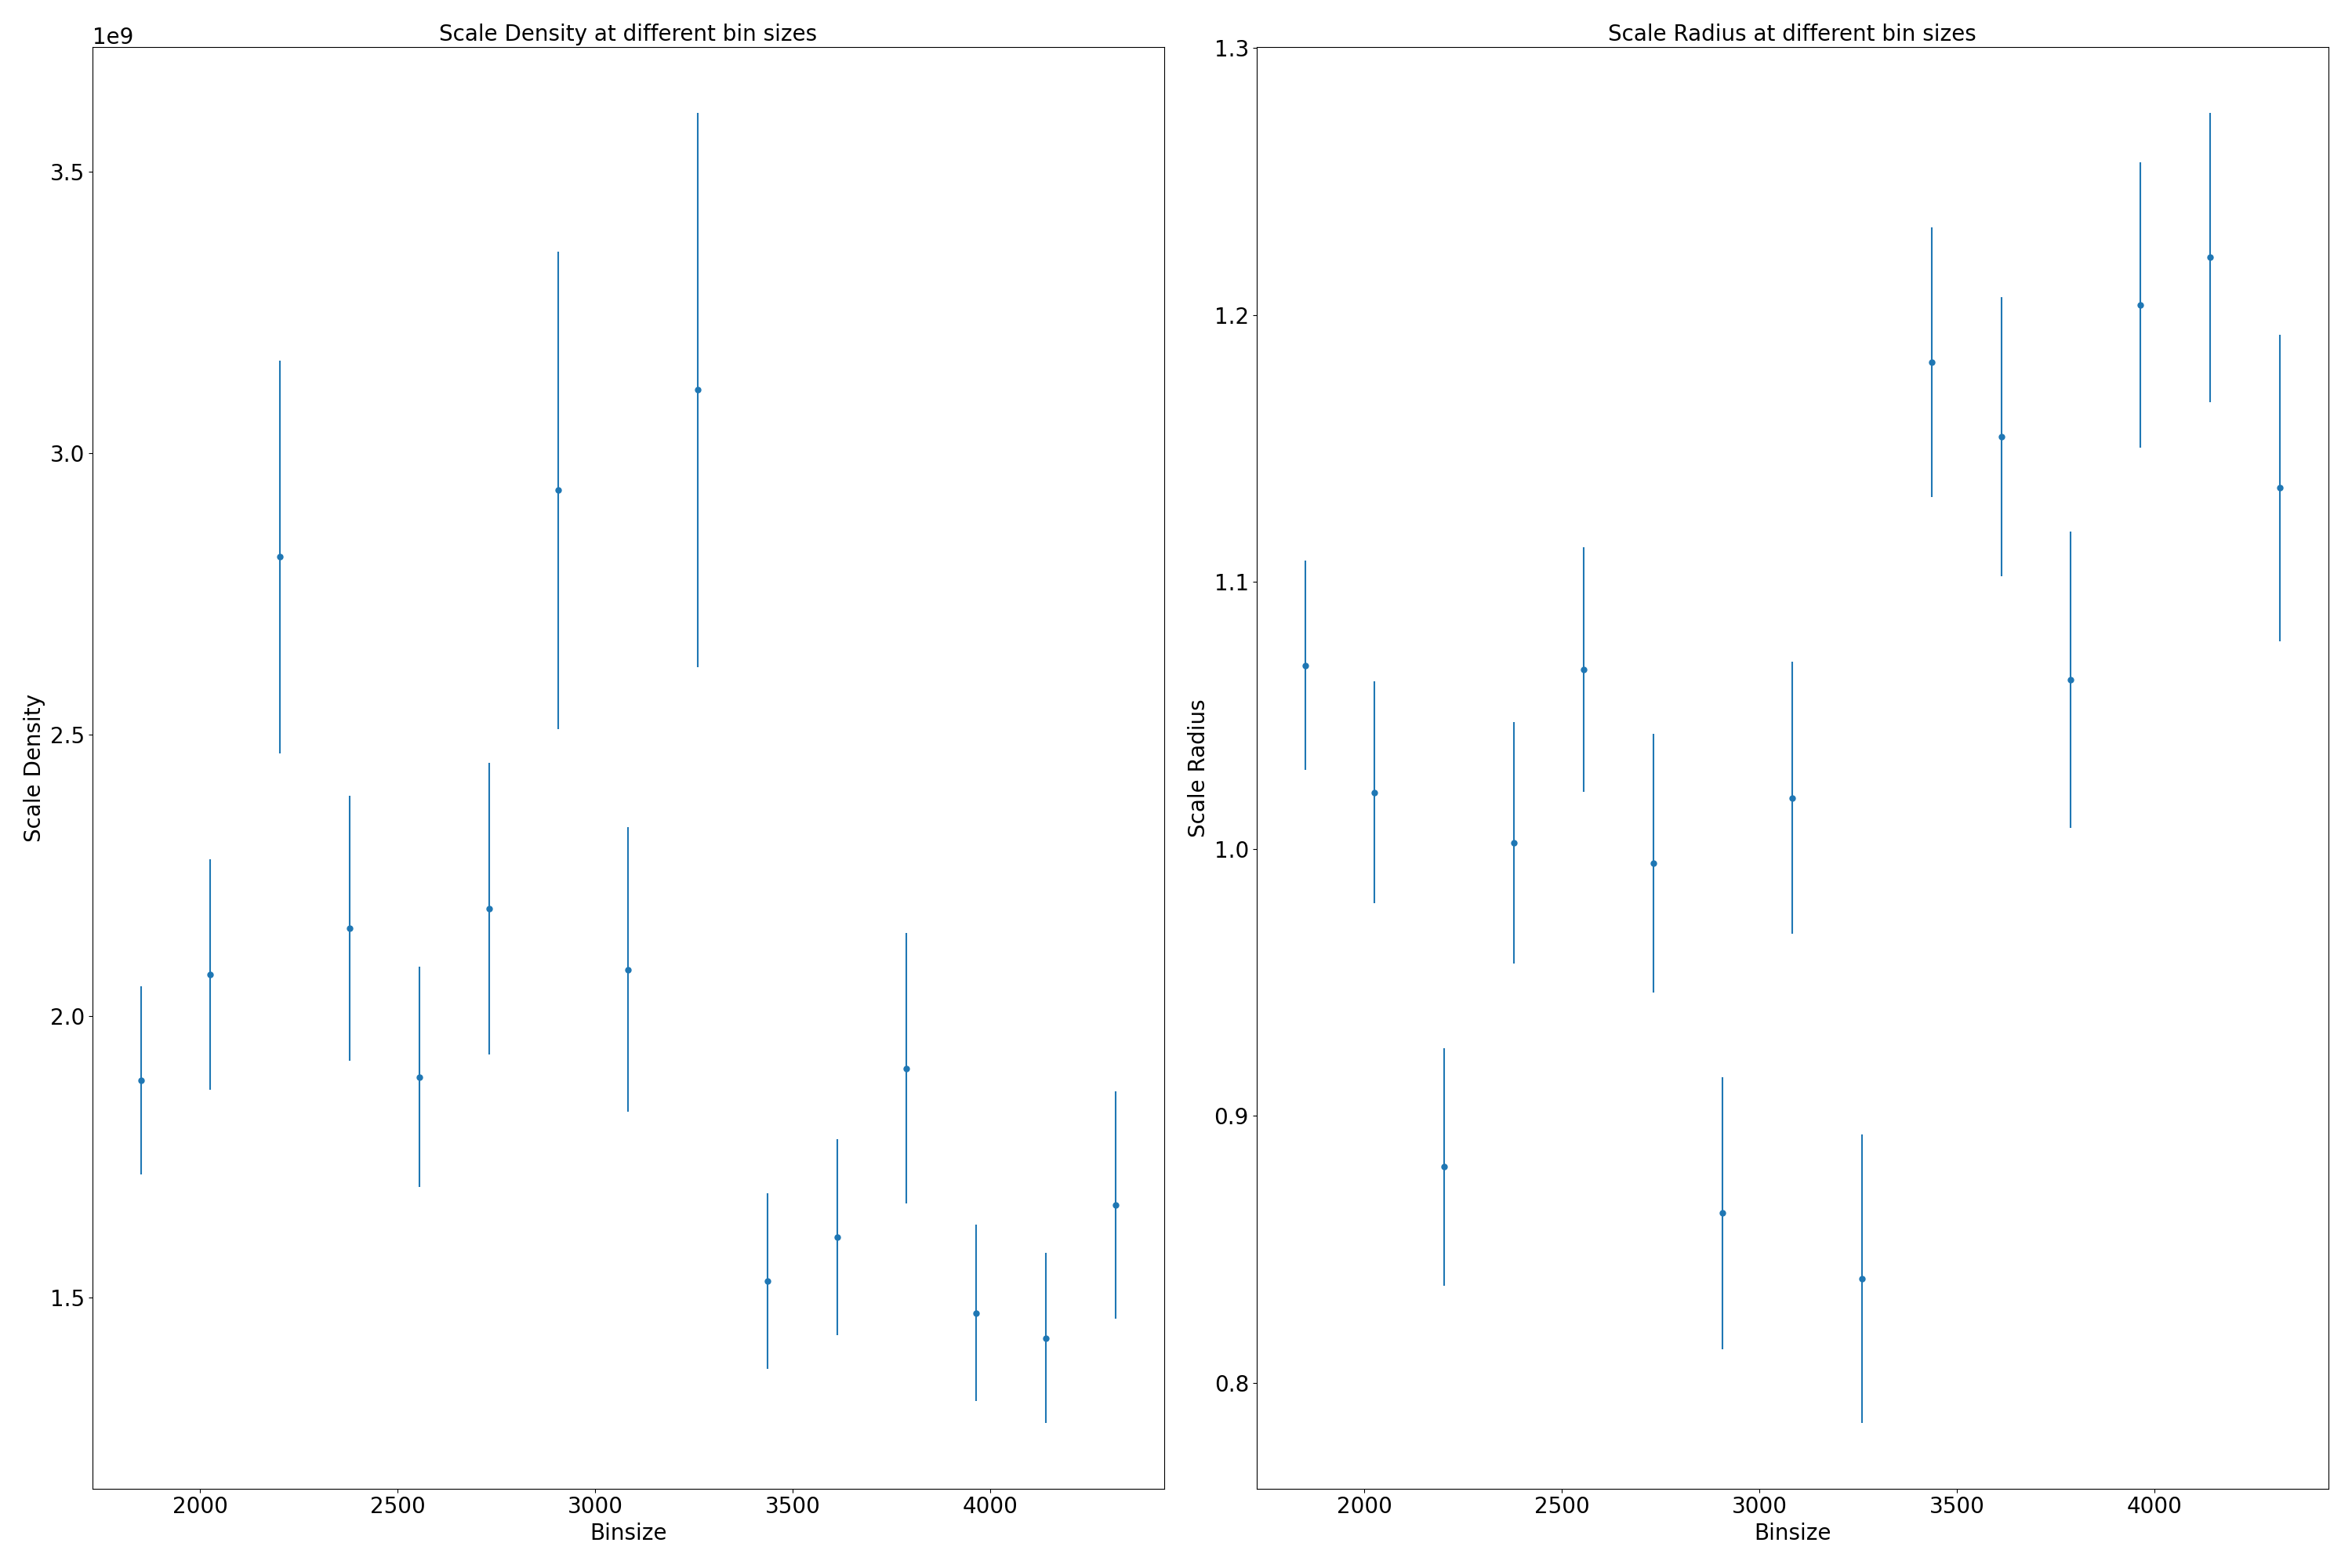 Scale Density at different bin sizes
1e9
3.5
3.0
2.5
2.0
1.5
Scale Density
2000 2500 3000 3500 4000
Binsize
Scale Radius at different bin sizes
1.3
1.2
1.1
1.0
0.9
0.8
Scale Radius
2000 2500 3000 3500 4000
Binsize